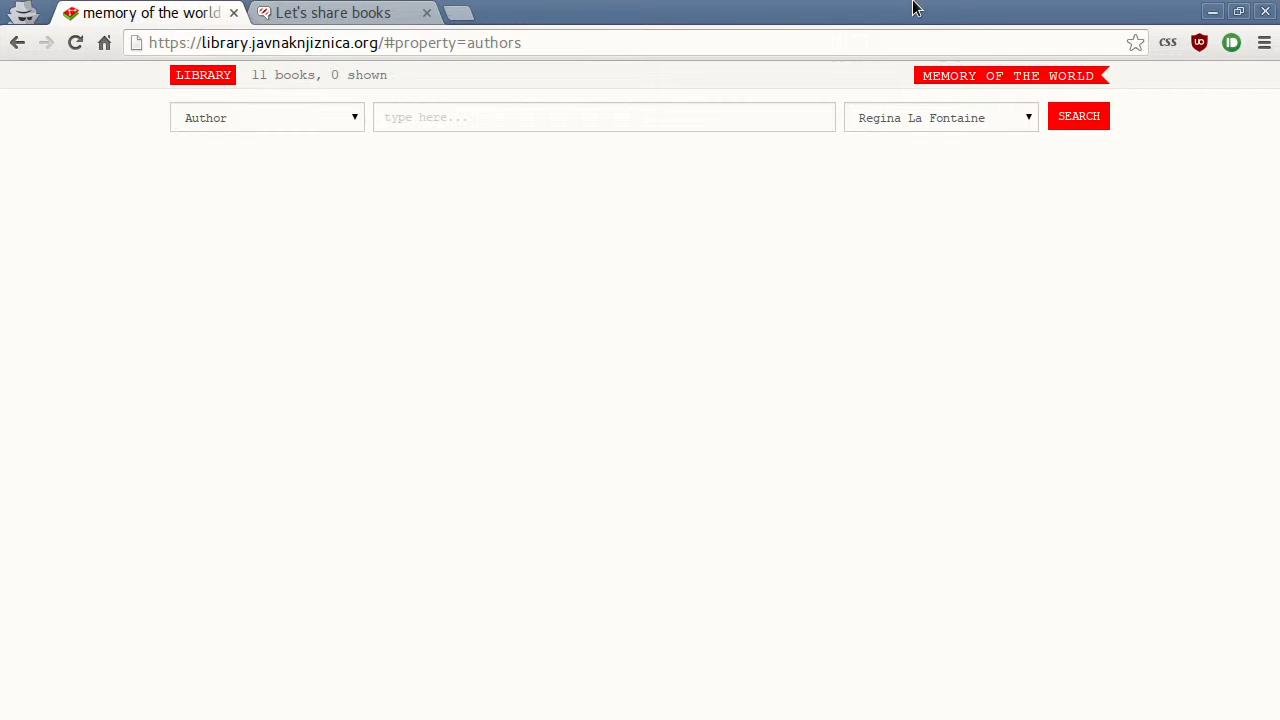 memory of the world
Let's share books
https://library.javnaknjiznica.org/#property=authors
css
LIBRARY 11 books, 0 shown
MEMORY OF THE WORLD
Author
type here...
Regina La Fontaine
SEARCH